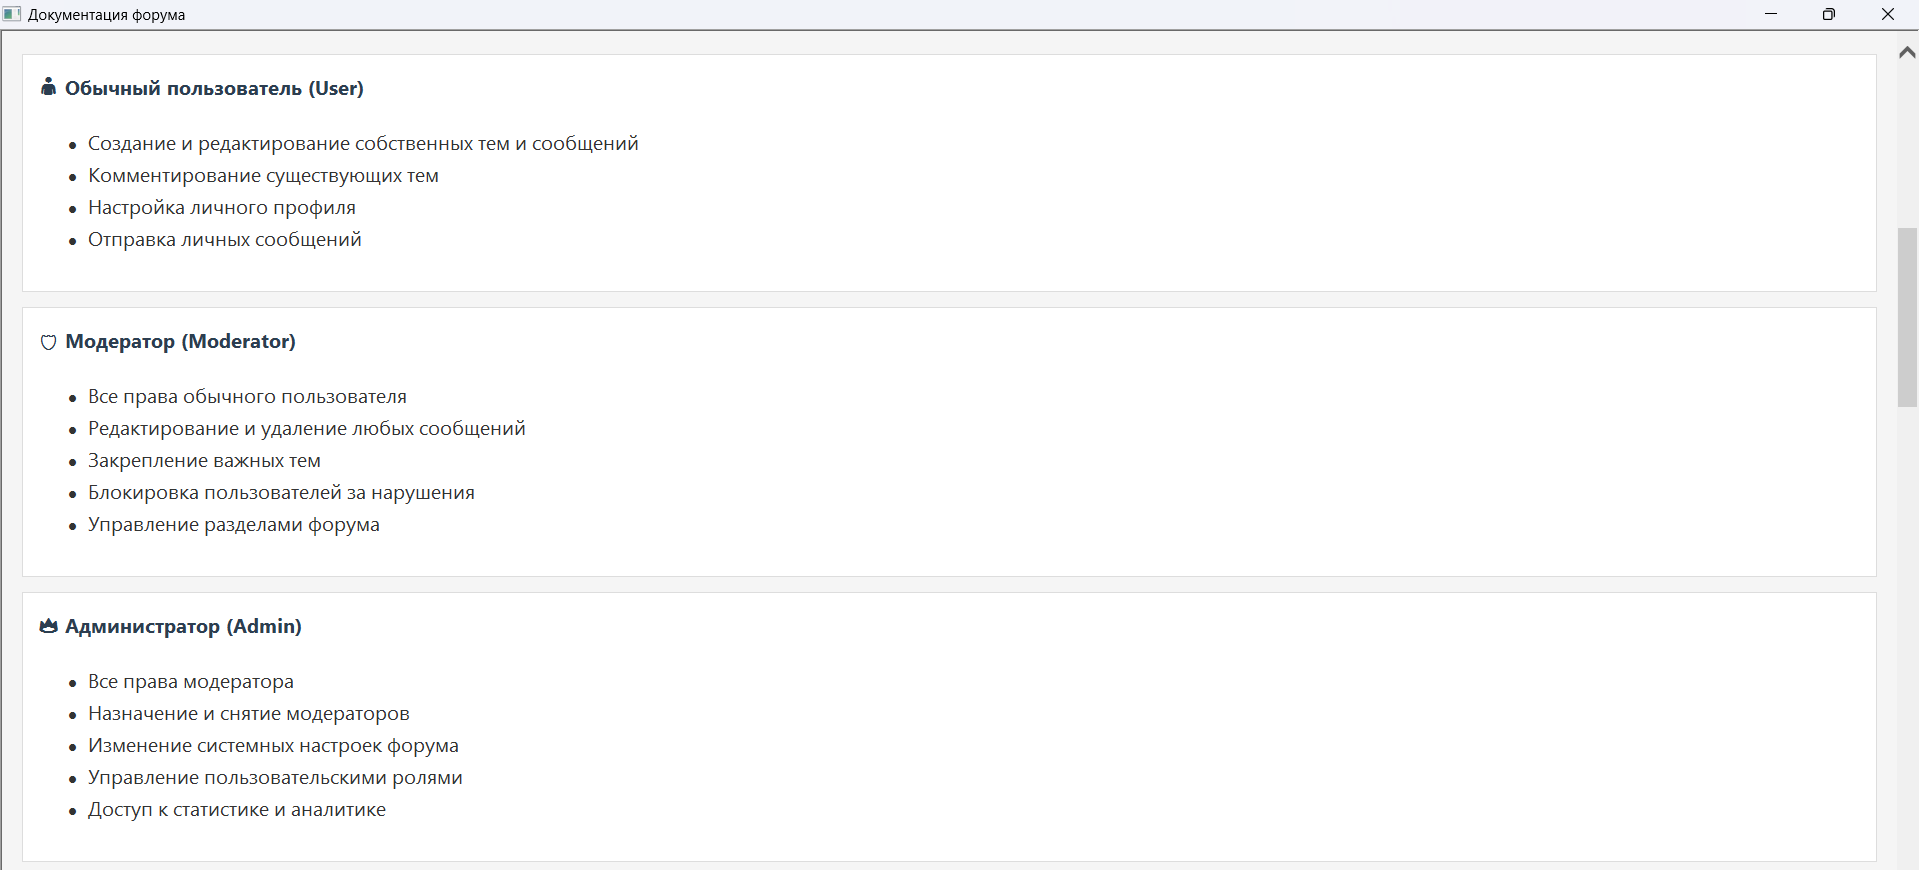 Документация форума
Обычный пользователь (User)
• Создание и редактирование собственных тем и сообщений
• Комментирование существующих тем
• Настройка личного профиля
• Отправка личных сообщений
Модератор (Moderator)
• Все права обычного пользователя
• Редактирование и удаление любых сообщений
• Закрепление важных тем
• Блокировка пользователей за нарушения
• Управление разделами форума
Администратор (Admin)
• Все права модератора
• Назначение и снятие модераторов
• Изменение системных настроек форума
• Управление пользовательскими ролями
• Доступ к статистике и аналитике